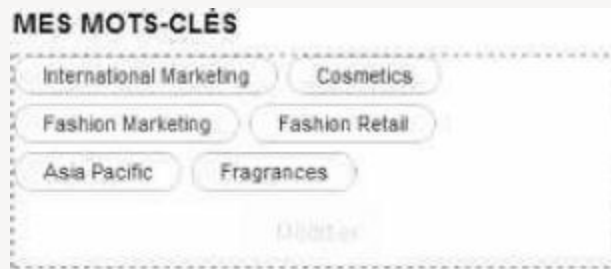 MES MOTS-CLÉS
International Marketing Cosmetics
Fashion Marketing Fashion Retail
Asia Pacific Fragrances